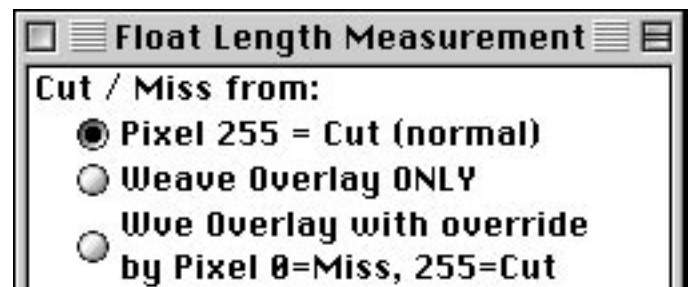 Float Length Measurement
Cut / Miss from:
Pixel 255 = Cut (normal)
Weave Overlay ONLY
Wve Overlay with override
by Pixel 0=Miss, 255=Cut